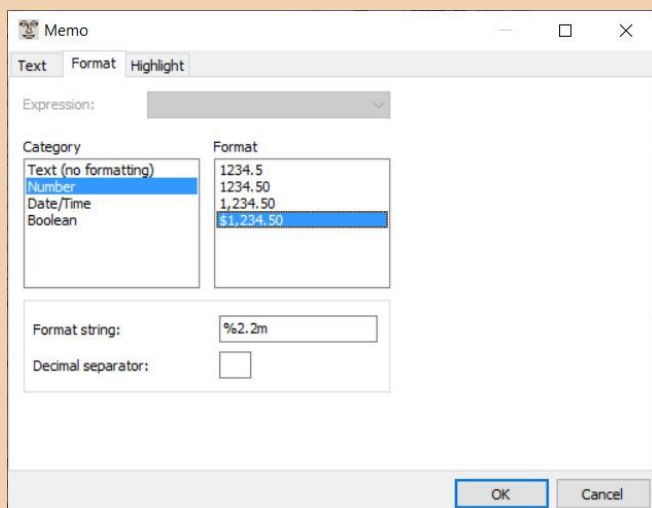 Memo
Text Format Highlight
Expression:
Category Format
Text (no formatting) 1234.5
Number 1234.50
Date/Time 1,234.50
Boolean $1,234.50
Format string: %2.2m
Decimal separator:
OK Cancel